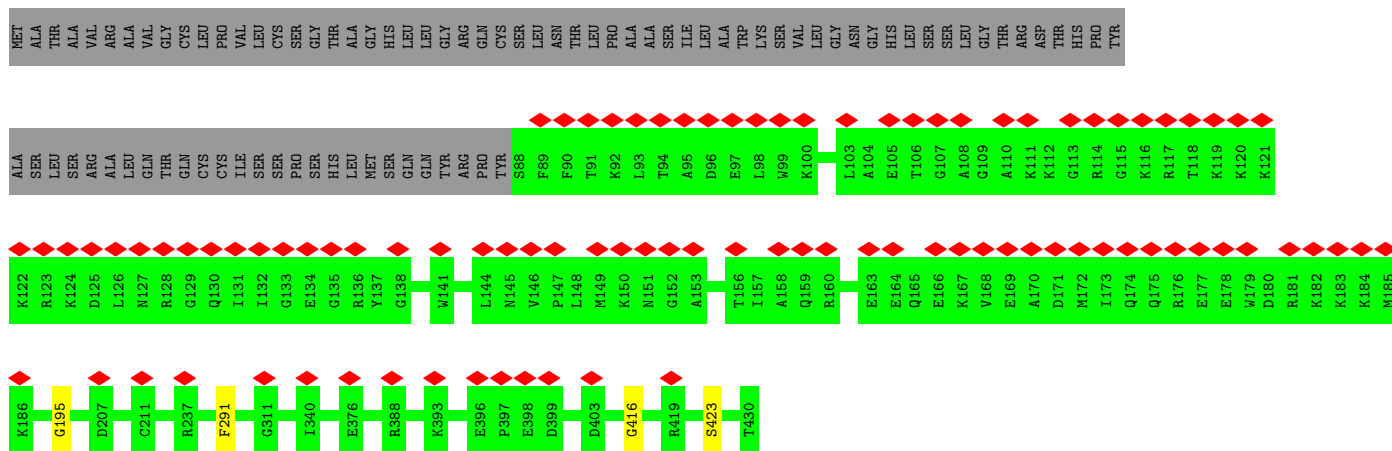 MET ALA THR ALA VAL ARG ALA VAL GLY CYS LEU PRO VAL LEU CYS SER GLY THR ALA GLY HIS LEU LEU GLY ARG GLN CYS SER LEU ASN THR LEU PRO ALA ALA SER ILE LEU ALA TRP LYS SER VAL LEU GLY ASN GLY HIS LEU SER SER LEU GLY THR ARG ASP THR HIS PRO TYR
ALA SER LEU SER ARG ALA LEU GLN THR GLN CYS CYS ILE SER SER PRO SER HIS LEU MET SER GLN GLN TYR ARG PRO TYR S88 F89 F90 T91 K92 L93 T94 A95 D96 E97 L98 W99 K100 L103 A104 E105 T106 G107 A108 G109 A110 K111 K112 G113 R114 G115 K116 R117 T118 K119 K120 K121
K122 R123 K124 D125 L126 N127 R128 G129 Q130 I131 I132 G133 E134 G135 R136 Y137 G138 W141 L144 N145 V146 P147 L148 M149 K150 N151 G152 A153 T156 I157 A158 Q159 R160 E163 E164 Q165 E166 K167 V168 E169 A170 D171 M172 I173 Q174 Q175 R176 E177 E178 W179 D180 R181 K182 K183 K184 M185
K186 G195 D207 C211 R237 F291 G311 I340 E376 R388 K393 E396 P397 E398 D399 D403 G416 R419 S423 T430